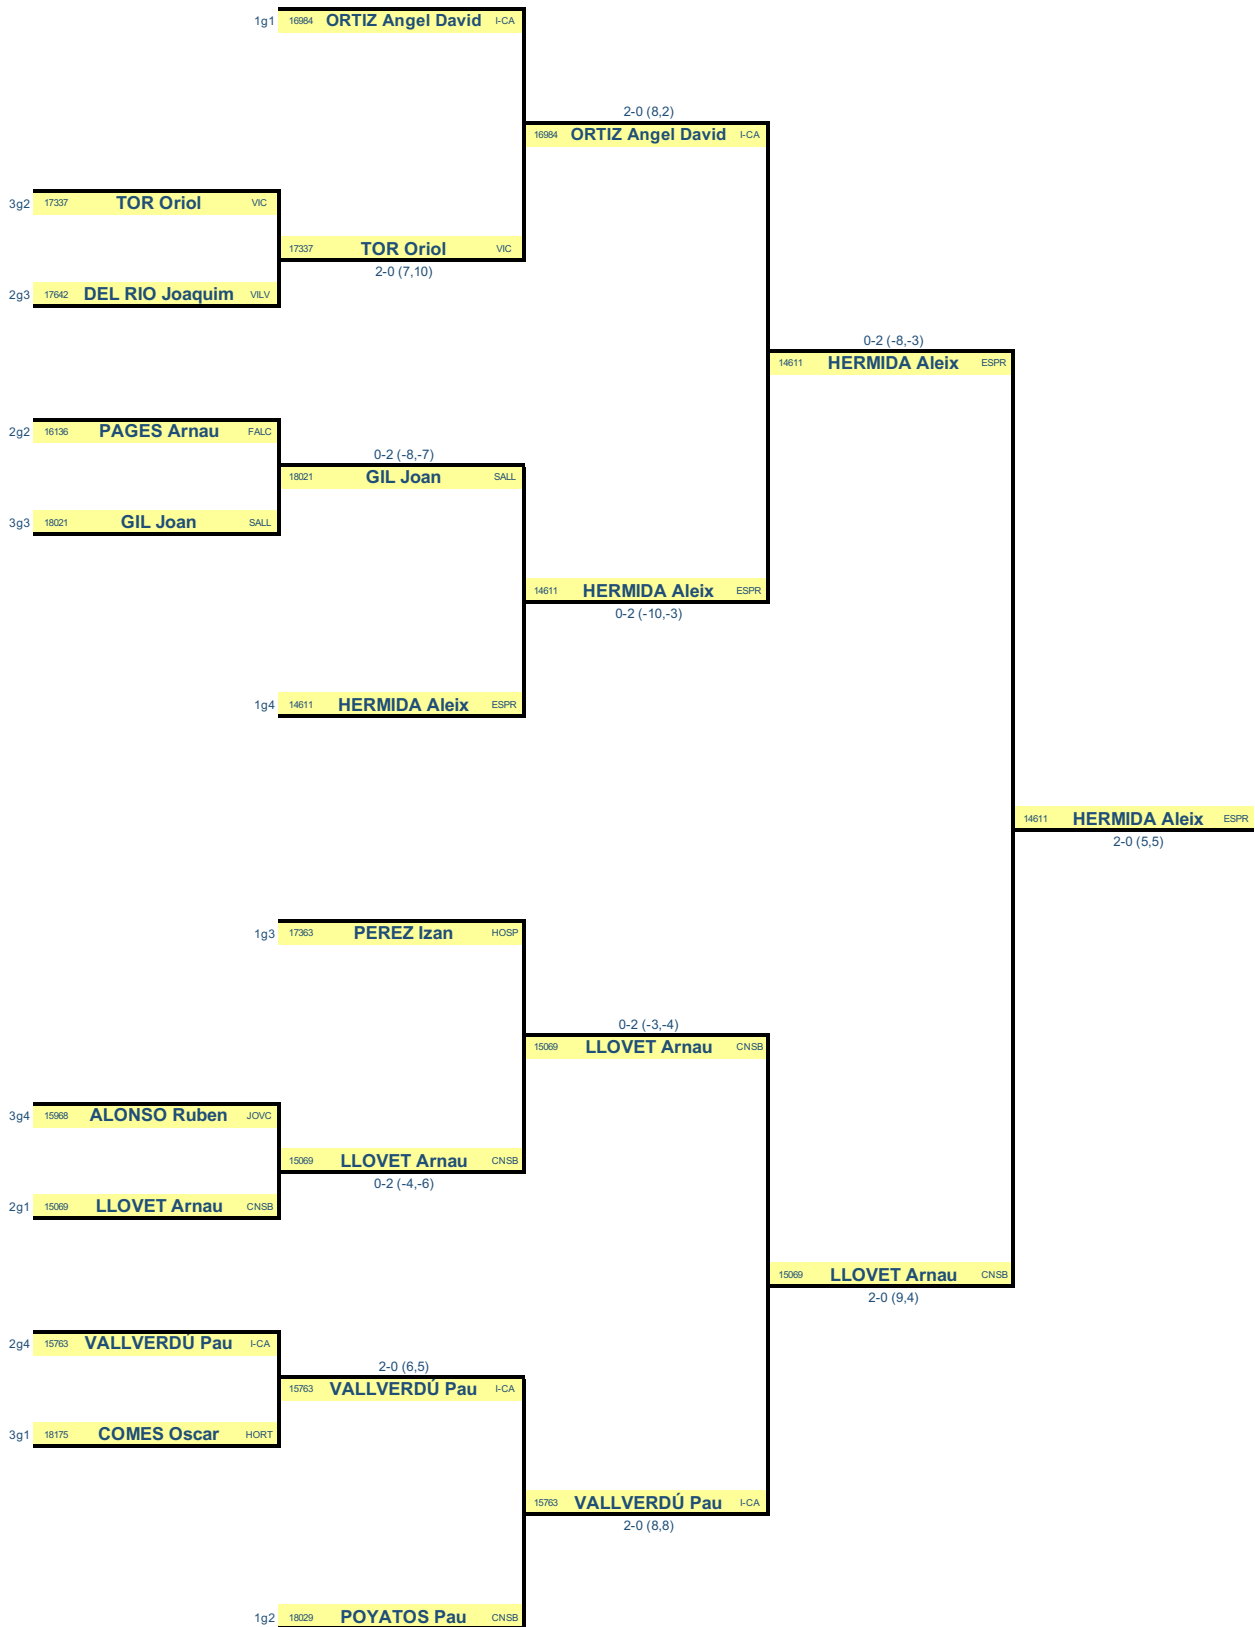 1g1 16984 ORTIZ Angel David I-CA
2-0 (8,2)
16984 ORTIZ Angel David I-CA
3g2 17337 TOR Oriol VIC
17337 TOR Oriol VIC
2-0 (7,10)
2g3 17642 DEL RIO Joaquim VILV
0-2 (-8,-3)
14611 HERMIDA Aleix ESPR
2g2 16136 PAGES Arnau FALC
0-2 (-8,-7)
18021 GIL Joan SALL
3g3 18021 GIL Joan SALL
14611 HERMIDA Aleix ESPR
0-2 (-10,-3)
1g4 14611 HERMIDA Aleix ESPR
14611 HERMIDA Aleix ESPR
2-0 (5,5)
1g3 17363 PEREZ Izan HOSP
0-2 (-3,-4)
15069 LLOVET Arnau CNSB
3g4 15968 ALONSO Ruben JOVC
15069 LLOVET Arnau CNSB
0-2 (-4,-6)
2g1 15069 LLOVET Arnau CNSB
15069 LLOVET Arnau CNSB
2-0 (9,4)
2g4 15763 VALLVERDÚ Pau I-CA
2-0 (6,5)
15763 VALLVERDÚ Pau I-CA
3g1 18175 COMES Oscar HORT
15763 VALLVERDÚ Pau I-CA
2-0 (8,8)
1g2 18029 POYATOS Pau CNSB